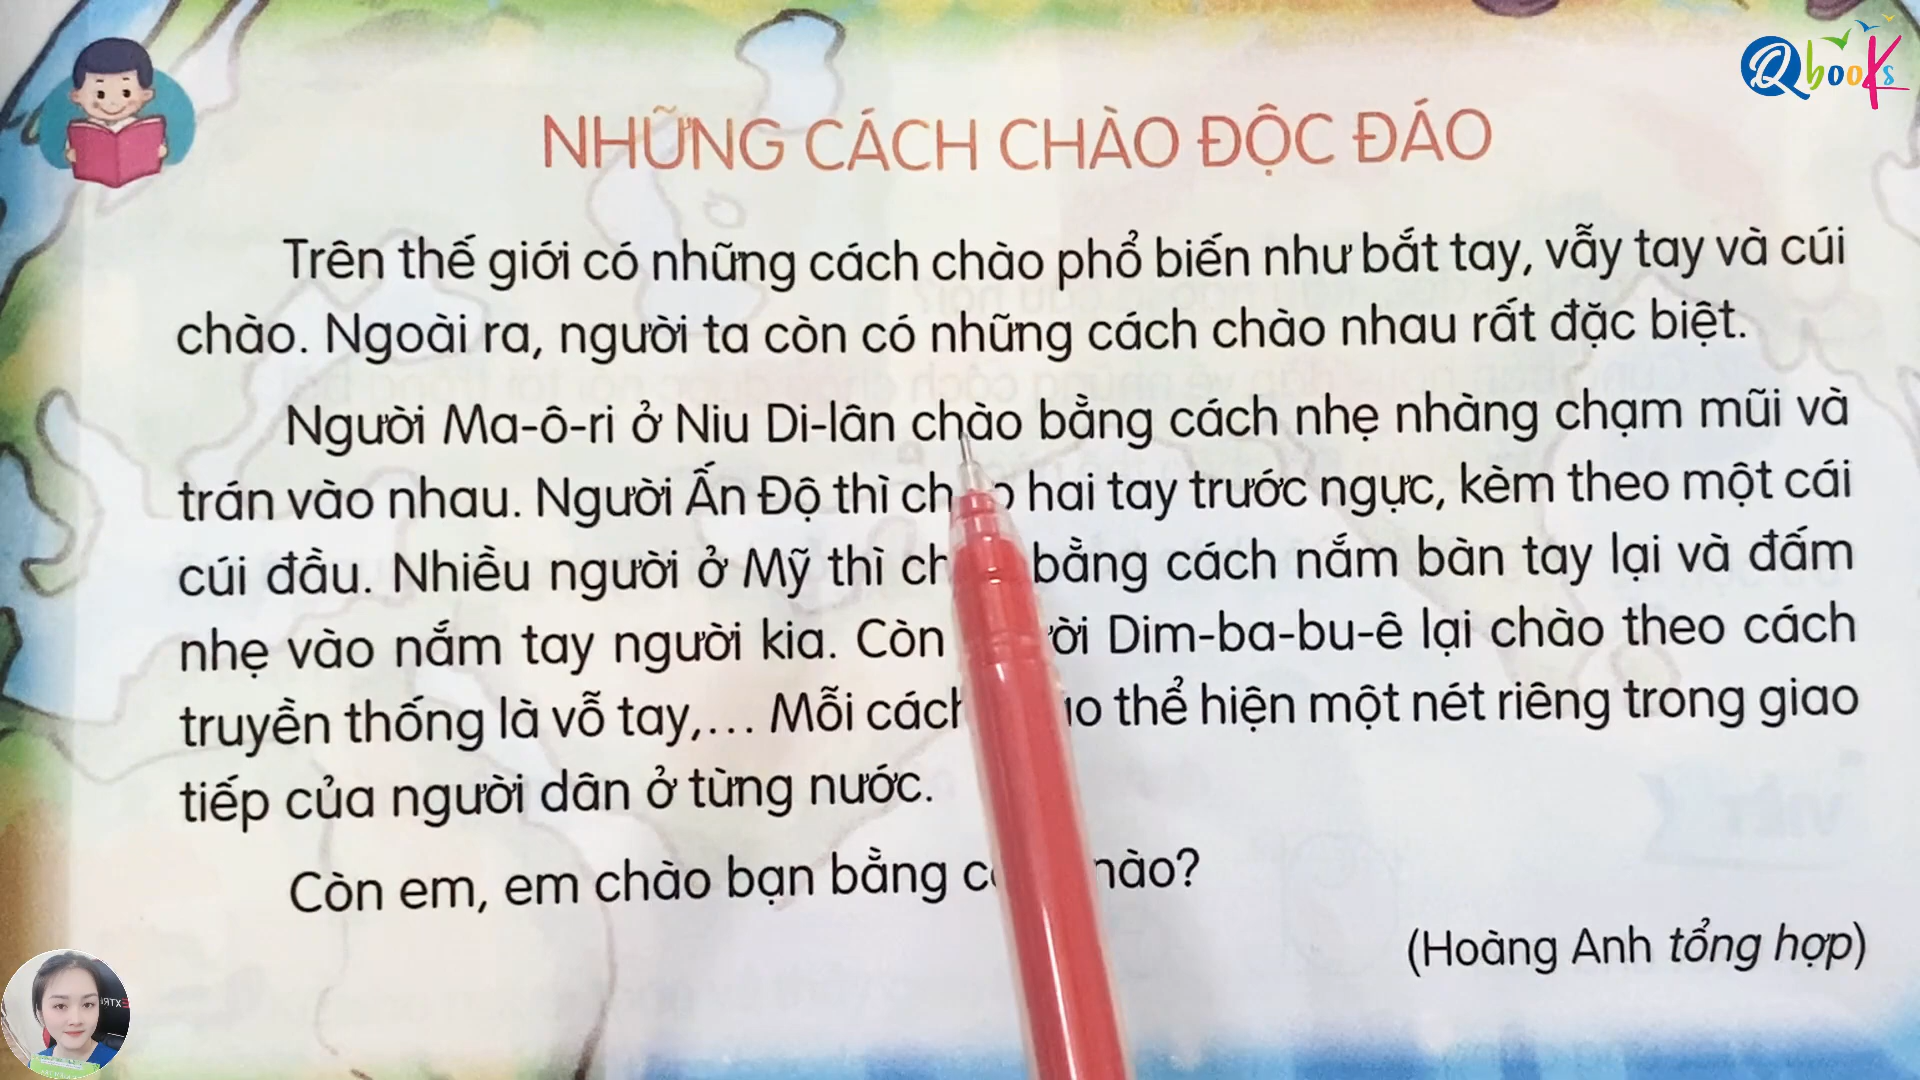 Qbooks
NHỮNG CÁCH CHÀO ĐỘC ĐÁO
Trên thế giới có những cách chào phổ biến như bắt tay, vẫy tay và cúi
chào. Ngoài ra, người ta còn có những cách chào nhau rất đặc biệt.
Người Ma-ô-ri ở Niu Di-lân chào bằng cách nhẹ nhàng chạm mũi và
trán vào nhau. Người Ấn Độ thì hai tay trước ngực, kèm theo một cái
cúi đầu. Nhiều người ở Mỹ thì bằng cách nắm bàn tay lại và đấm
nhẹ vào nắm tay người kia. Còn Dim-ba-bu-ê lại chào theo cách
truyền thống là vỗ tay,... Mỗi cách thể hiện một nét riêng trong giao
tiếp của người dân ở từng nước.
Còn em, em chào bạn bằng nào?
(Hoàng Anh tổng hợp)